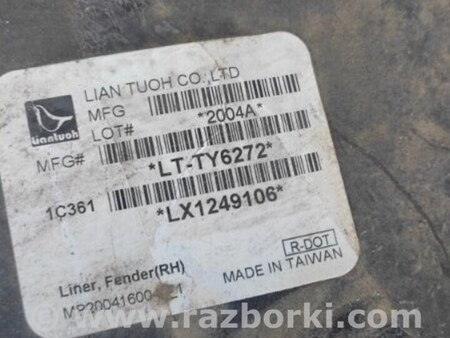 LIAN TUOH CO.,LTD
MFG
LOT# *2004A*
Liantuoh
MFG# *LT-TY6272*
1C361 *LX1249106*
R-DOT
Liner, Fender(RH)
MADE IN TAIWAN
www.razborki.com